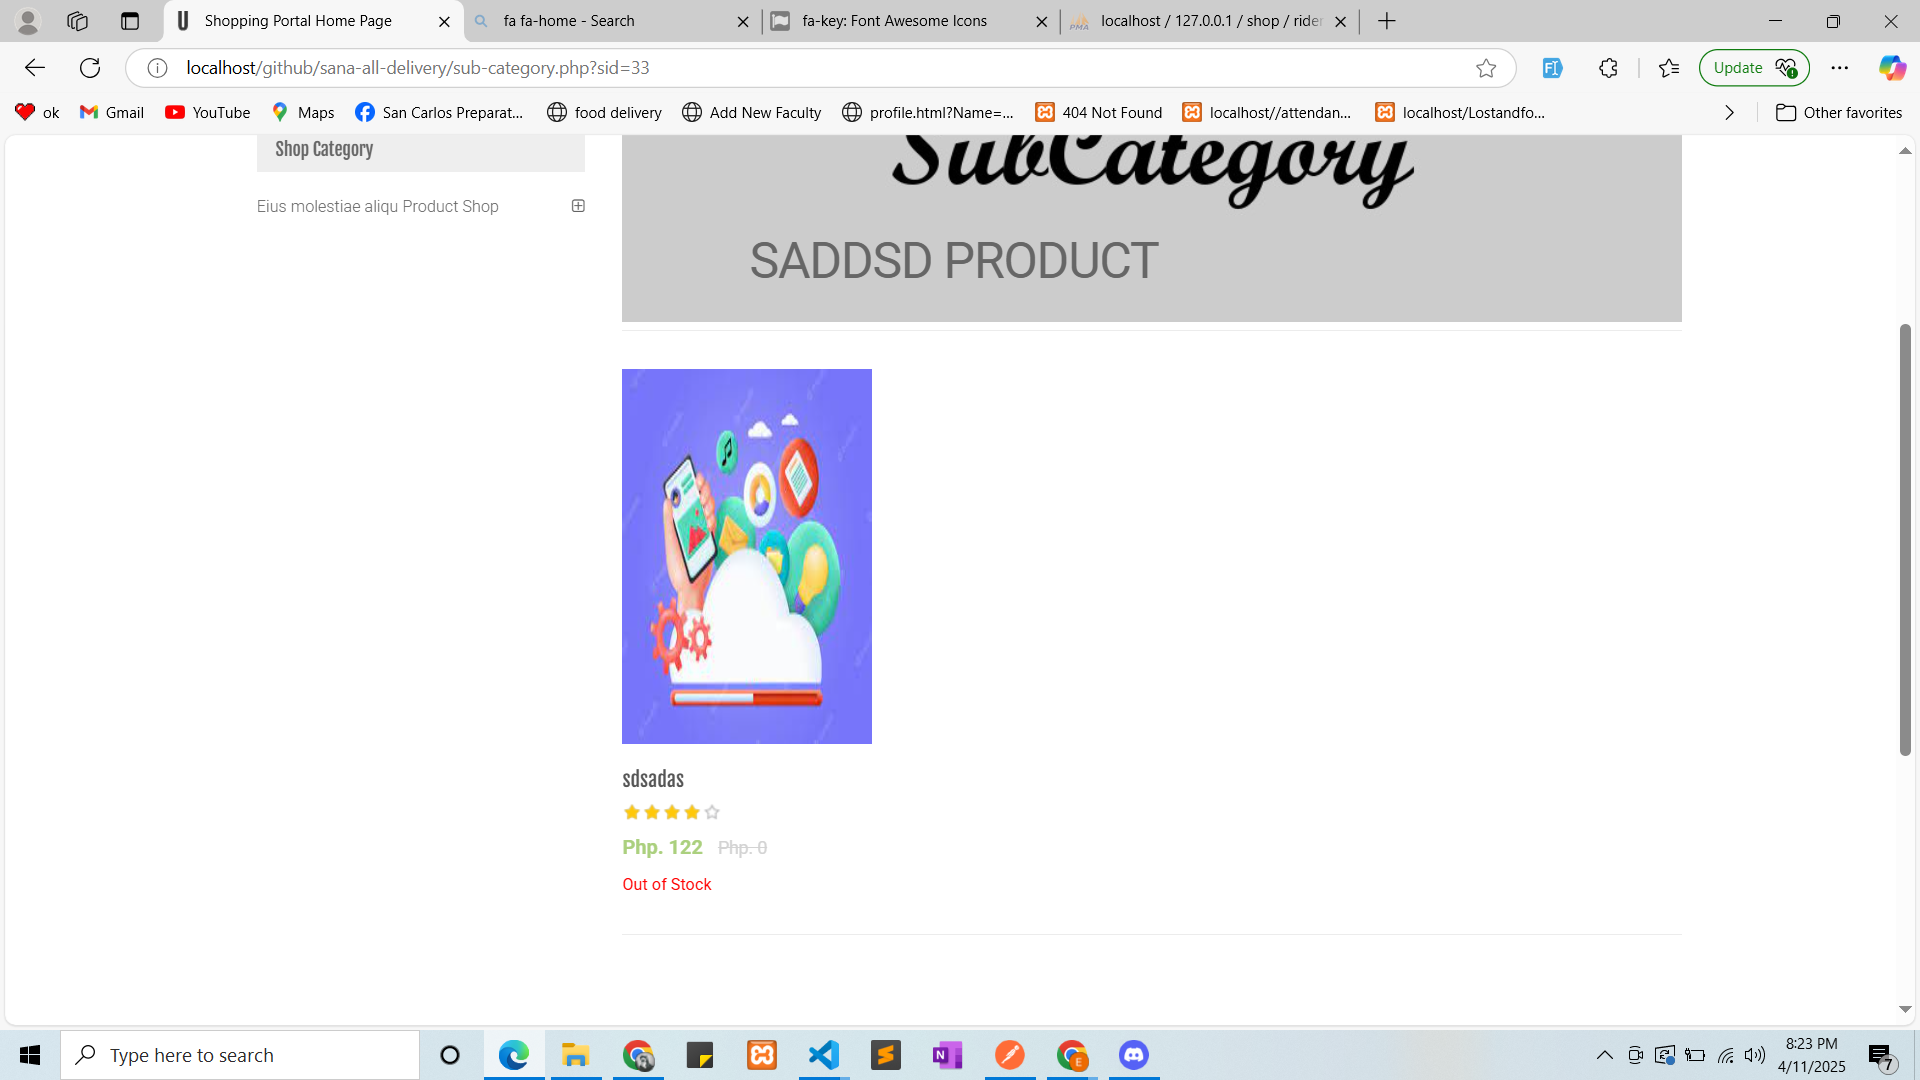 Shopping Portal Home Page
fa fa-home - Search
fa-key: Font Awesome Icons
localhost / 127.0.0.1 / shop / rider
localhost/github/sana-all-delivery/sub-category.php?sid=33
Update
ok
Gmail
YouTube
Maps
San Carlos Preparat...
food delivery
Add New Faculty
profile.html?Name=...
404 Not Found
localhost//attendan...
localhost/Lostandfo...
Other favorites
Shop Category
SubCategory
Eius molestiae aliqu Product Shop
SADDSD PRODUCT
sdsadas
Php. 122 Php. 0
Out of Stock
Type here to search
8:23 PM
4/11/2025
7